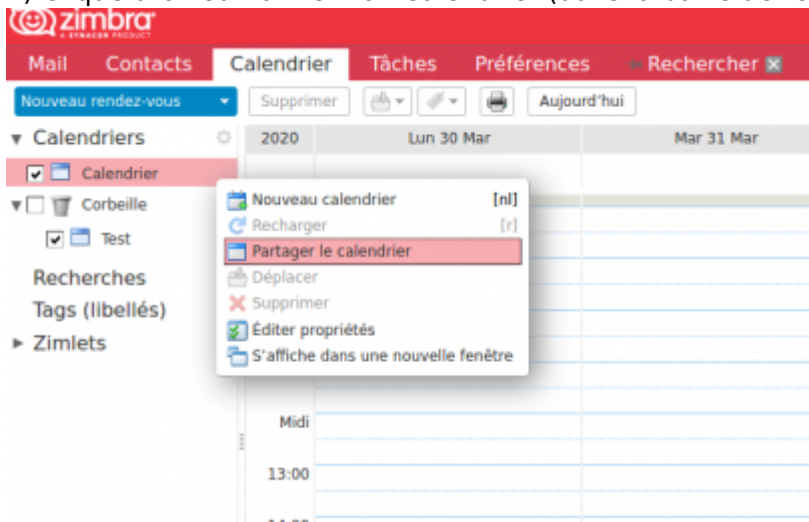 zimbra
A SYNACOR PRODUCT
Mail Contacts Calendrier Tâches Préférences Rechercher
Nouveau rendez-vous Supprimer Aujourd'hui
Calendriers 2020 Lun 30 Mar Mar 31 Mar
Calendrier
Corbeille
Test
Recherches
Tags (libellés)
Zimlets
Nouveau calendrier [nl]
Recharger [r]
Partager le calendrier
Déplacer
Supprimer
Éditer propriétés
S'affiche dans une nouvelle fenêtre
Midi
13:00